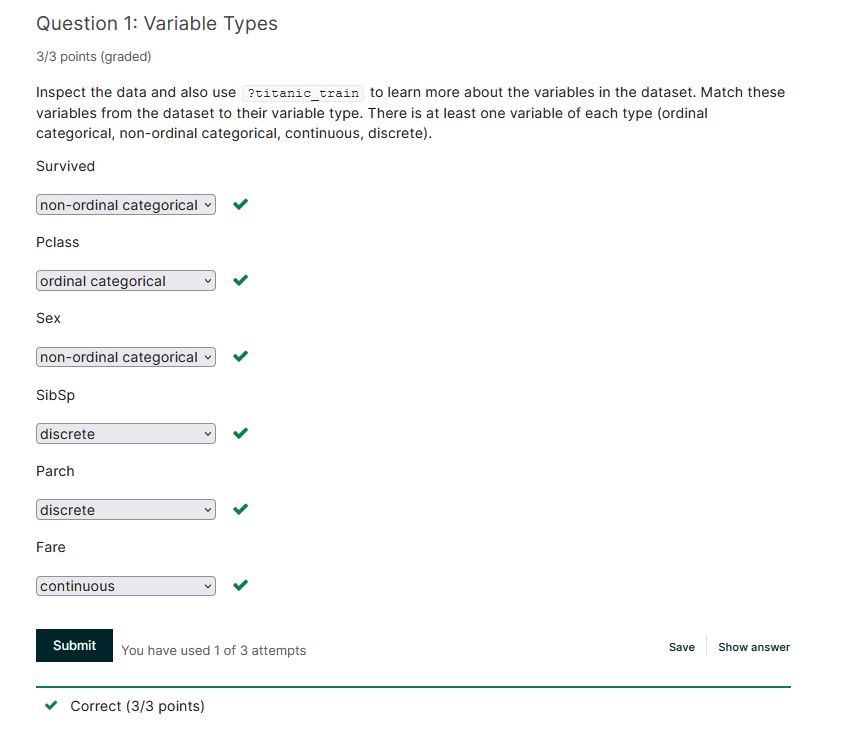 Question 1: Variable Types
3/3 points (graded)
Inspect the data and also use ?titanic_train to learn more about the variables in the dataset. Match these
variables from the dataset to their variable type. There is at least one variable of each type (ordinal
categorical, non-ordinal categorical, continuous, discrete).
Survived
non-ordinal categorical
Pclass
ordinal categorical
Sex
non-ordinal categorical
SibSp
discrete
Parch
discrete
Fare
continuous
Submit You have used 1 of 3 attempts Save Show answer
Correct (3/3 points)